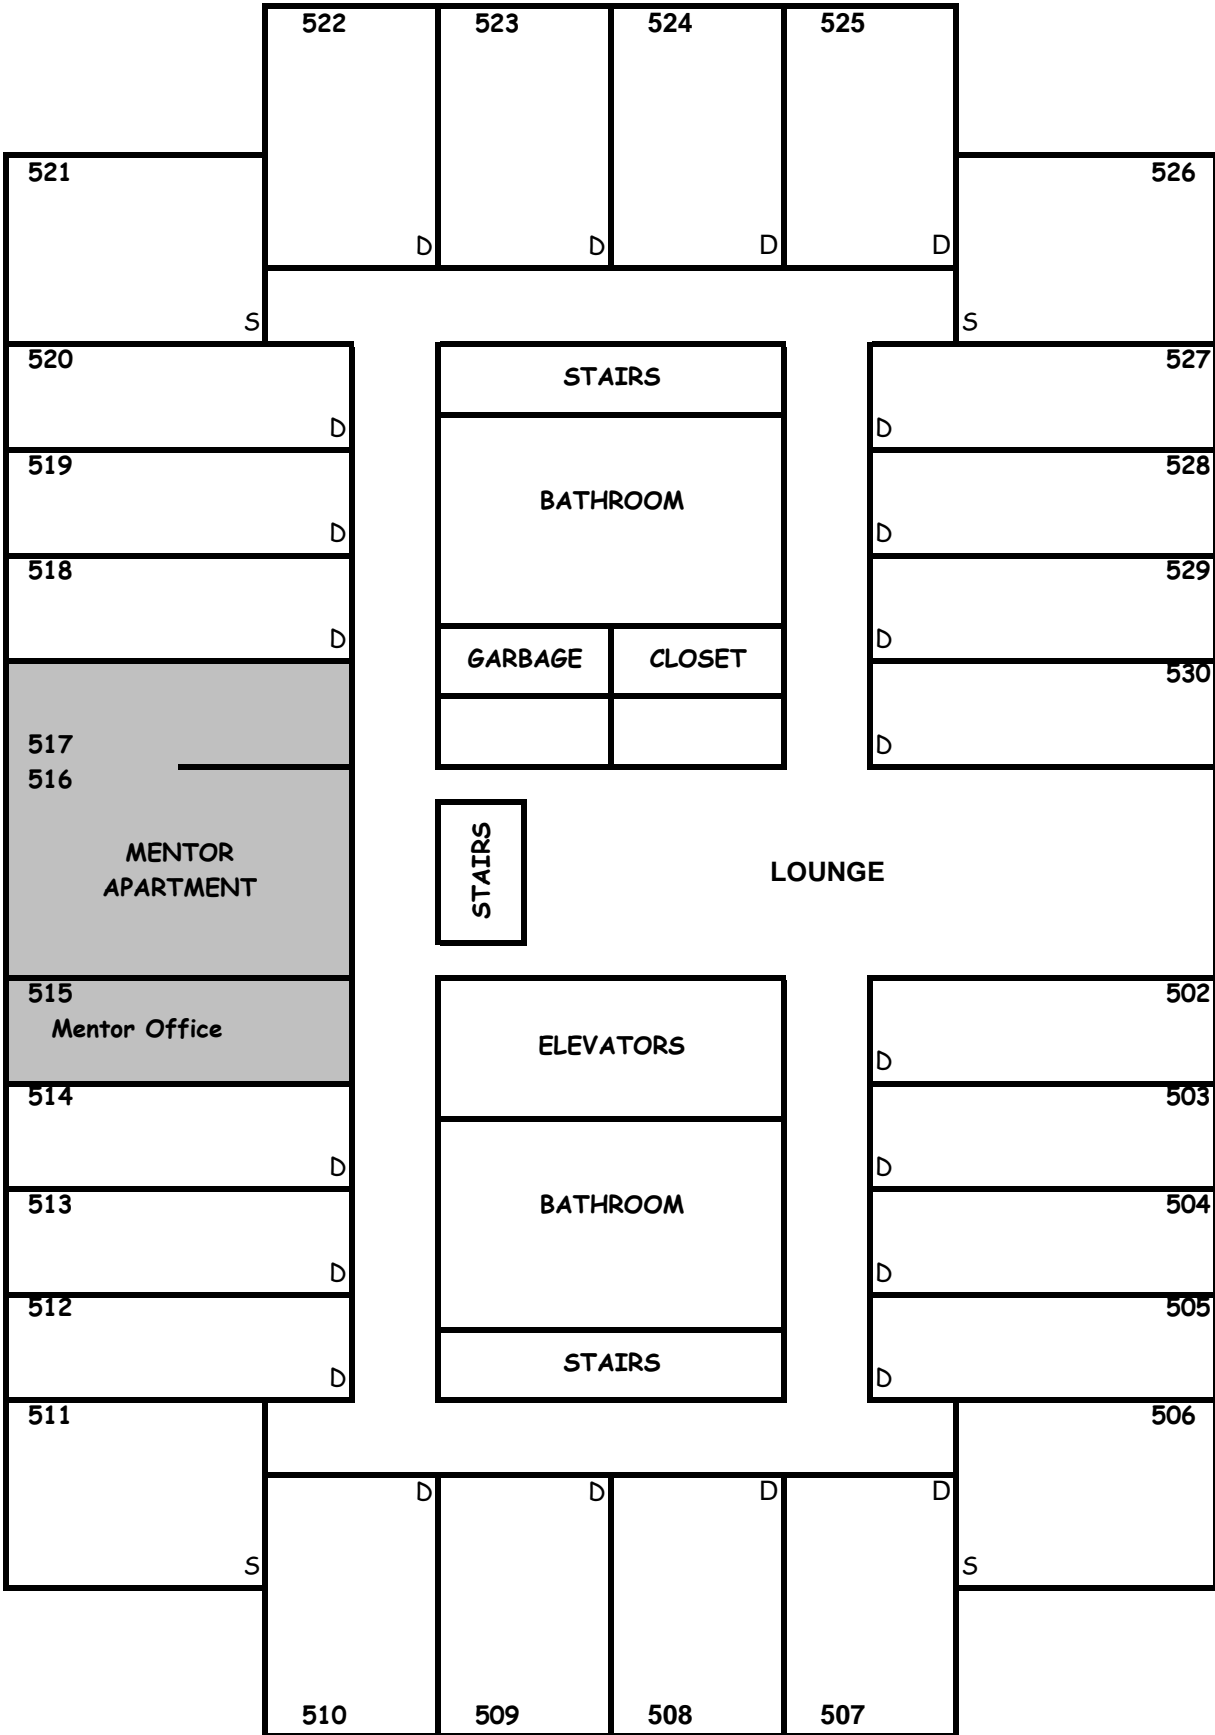 522 523 524 525
521 526
D D D D
S S
520 STAIRS 527
D D
519 528
BATHROOM
D D
518 529
D D
GARBAGE CLOSET
530
517 D
516
MENTOR
APARTMENT
STAIRS
LOUNGE
515 502
Mentor Office
ELEVATORS
D
514 503
D D
513 504
BATHROOM
D D
512 505
STAIRS
D D
511 506
D D D D
S S
510 509 508 507